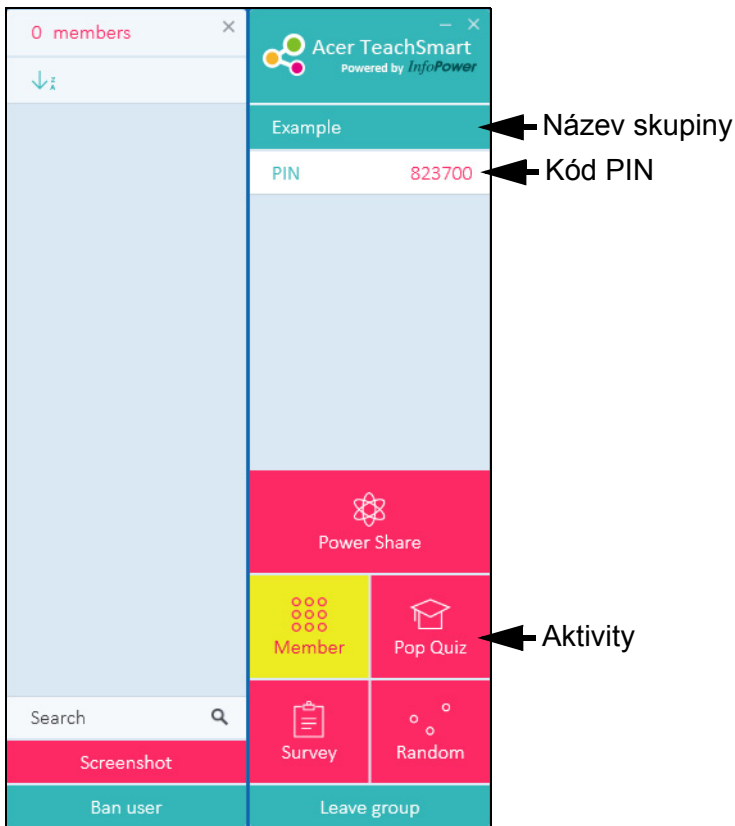 0 members
Search
Screenshot
Ban user
Acer TeachSmart
Powered by InfoPower
Example
PIN 823700
Power Share
Member
Pop Quiz
Survey
Random
Leave group
Název skupiny
Kód PIN
Aktivity